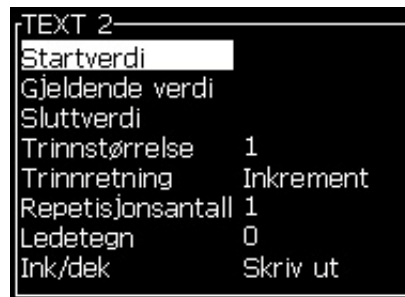 TEXT 2
Startverdi
Gjeldende verdi
Sluttverdi
Trinnstørrelse 1
Trinnretning Inkrement
Repetisjonsantall 1
Ledetegn 0
Ink/dek Skriv ut